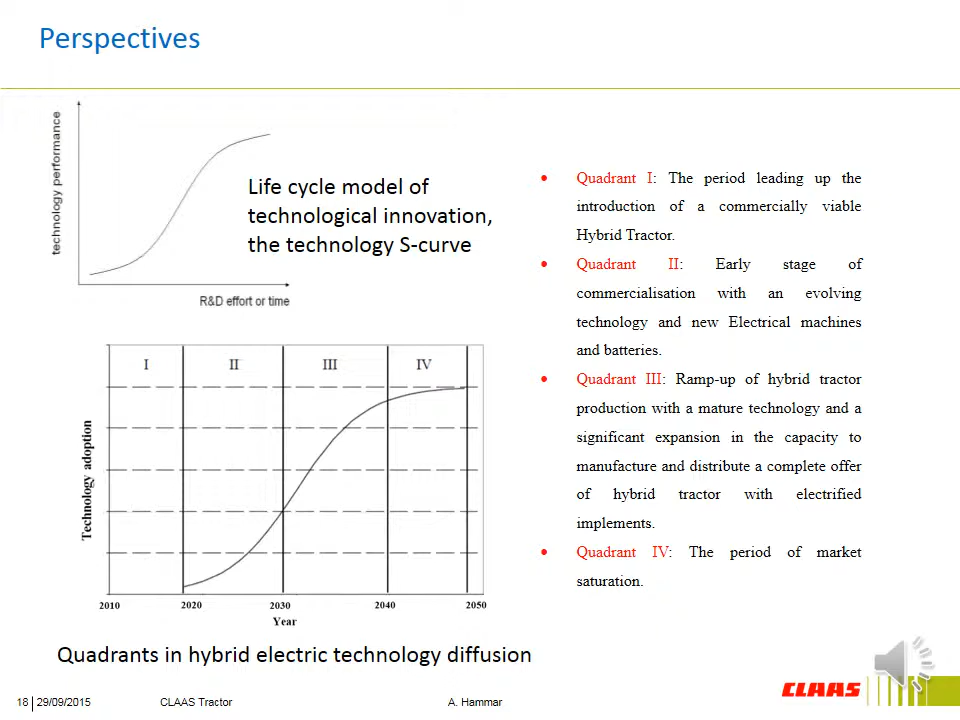 Perspectives
technology performance
Life cycle model of
technological innovation,
the technology S-curve
R&D effort or time
I II III IV
Technology adoption
2010 2020 2030 2040 2050
Year
Quadrants in hybrid electric technology diffusion
• Quadrant I: The period leading up the
introduction of a commercially viable
Hybrid Tractor.
• Quadrant II: Early stage of
commercialisation with an evolving
technology and new Electrical machines
and batteries.
• Quadrant III: Ramp-up of hybrid tractor
production with a mature technology and a
significant expansion in the capacity to
manufacture and distribute a complete offer
of hybrid tractor with electrified
implements.
• Quadrant IV: The period of market
saturation.
18 29/09/2015 CLAAS Tractor A. Hammar
CLAAS